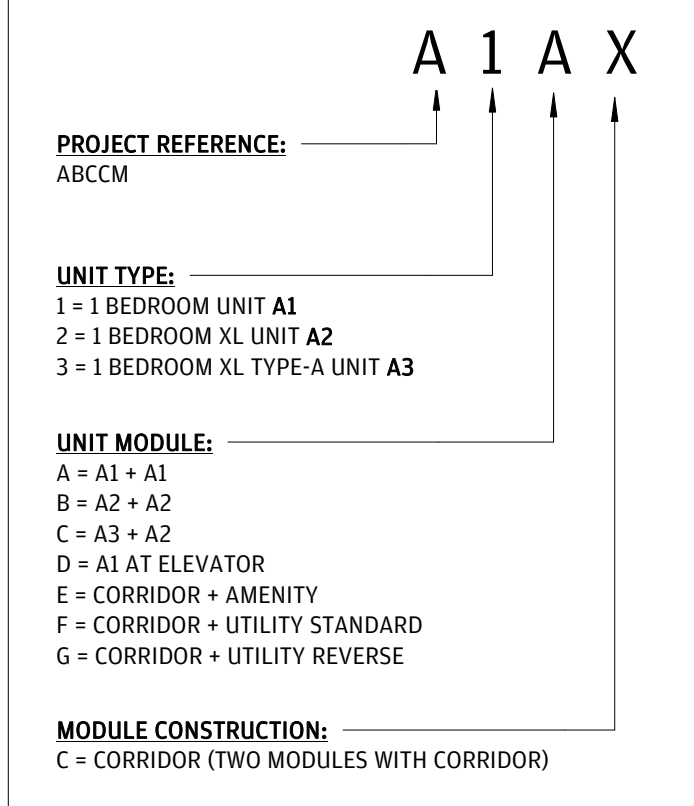 A 1 A X
PROJECT REFERENCE:
ABCCM
UNIT TYPE:
1 = 1 BEDROOM UNIT A1
2 = 1 BEDROOM XL UNIT A2
3 = 1 BEDROOM XL TYPE-A UNIT A3
UNIT MODULE:
A = A1 + A1
B = A2 + A2
C = A3 + A2
D = A1 AT ELEVATOR
E = CORRIDOR + AMENITY
F = CORRIDOR + UTILITY STANDARD
G = CORRIDOR + UTILITY REVERSE
MODULE CONSTRUCTION:
C = CORRIDOR (TWO MODULES WITH CORRIDOR)